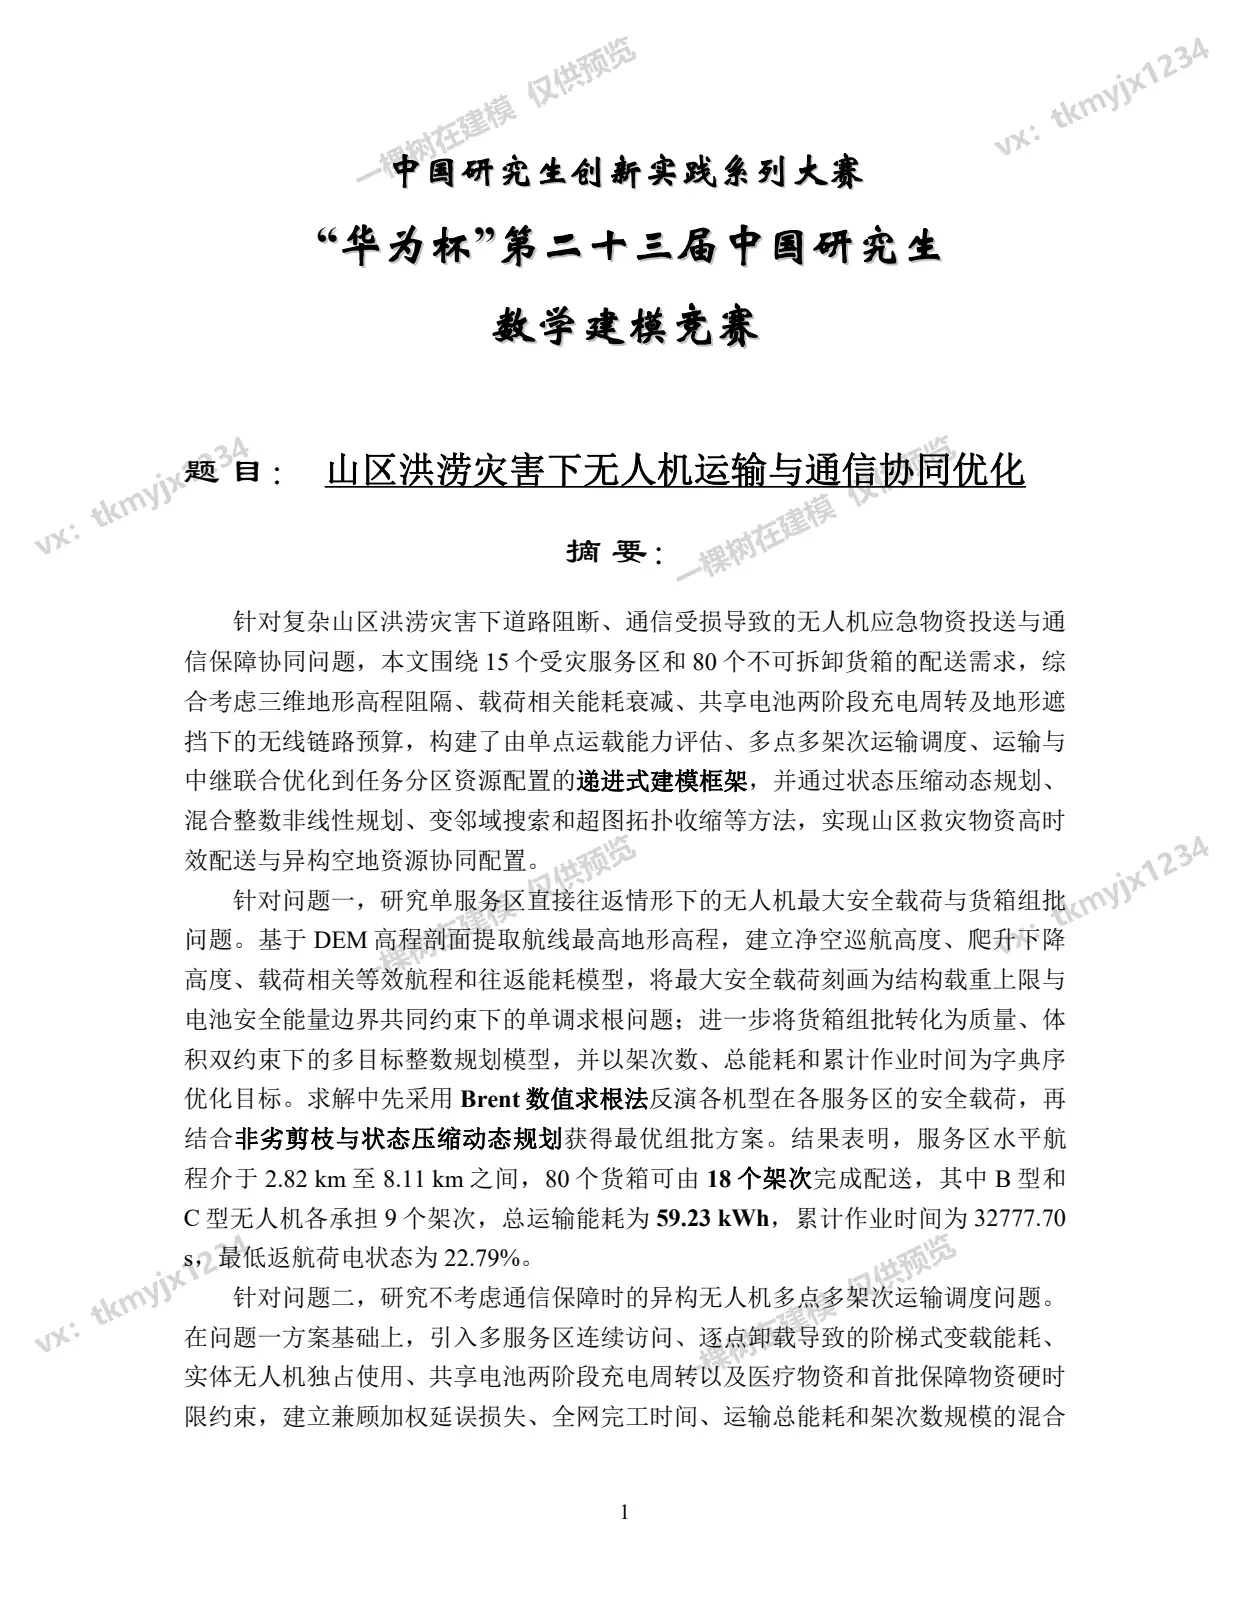 一棵树在建模 仅供预览
vx: tkmyjx1234
中国研究生创新实践系列大赛
“华为杯”第二十三届中国研究生
数学建模竞赛
题 目: 山区洪涝灾害下无人机运输与通信协同优化
vx: tkmyjx1234
一棵树在建模 仅供预览
摘 要:
针对复杂山区洪涝灾害下道路阻断、通信受损导致的无人机应急物资投送与通
信保障协同问题，本文围绕 15 个受灾服务区和 80 个不可拆卸货箱的配送需求，综
合考虑三维地形高程阻隔、载荷相关能耗衰减、共享电池两阶段充电周转及地形遮
挡下的无线链路预算，构建了由单点运载能力评估、多点多架次运输调度、运输与
中继联合优化到任务分区资源配置的递进式建模框架，并通过状态压缩动态规划、
混合整数非线性规划、变邻域搜索和超图拓扑收缩等方法，实现山区救灾物资高时
效配送与异构空地资源协同配置。
一棵树在建模 仅供预览
vx: tkmyjx1234
针对问题一，研究单服务区直接往返情形下的无人机最大安全载荷与货箱组批
问题。基于 DEM 高程剖面提取航线最高地形高程，建立净空巡航高度、爬升下降
高度、载荷相关等效航程和往返能耗模型，将最大安全载荷刻画为结构载重上限与
电池安全能量边界共同约束下的单调求根问题；进一步将货箱组批转化为质量、体
积双约束下的多目标整数规划模型，并以架次数、总能耗和累计作业时间为字典序
优化目标。求解中先采用 Brent 数值求根法反演各机型在各服务区的安全载荷，再
结合非劣剪枝与状态压缩动态规划获得最优组批方案。结果表明，服务区水平航
程介于 2.82 km 至 8.11 km 之间，80 个货箱可由 18 个架次完成配送，其中 B 型和
C 型无人机各承担 9 个架次，总运输能耗为 59.23 kWh，累计作业时间为 32777.70
s，最低返航荷电状态为 22.79%。
vx: tkmyjx1234
一棵树在建模 仅供预览
针对问题二，研究不考虑通信保障时的异构无人机多点多架次运输调度问题。
在问题一方案基础上，引入多服务区连续访问、逐点卸载导致的阶梯式变载能耗、
实体无人机独占使用、共享电池两阶段充电周转以及医疗物资和首批保障物资硬时
限约束，建立兼顾加权延误损失、全网完工时间、运输总能耗和架次数规模的混合
1